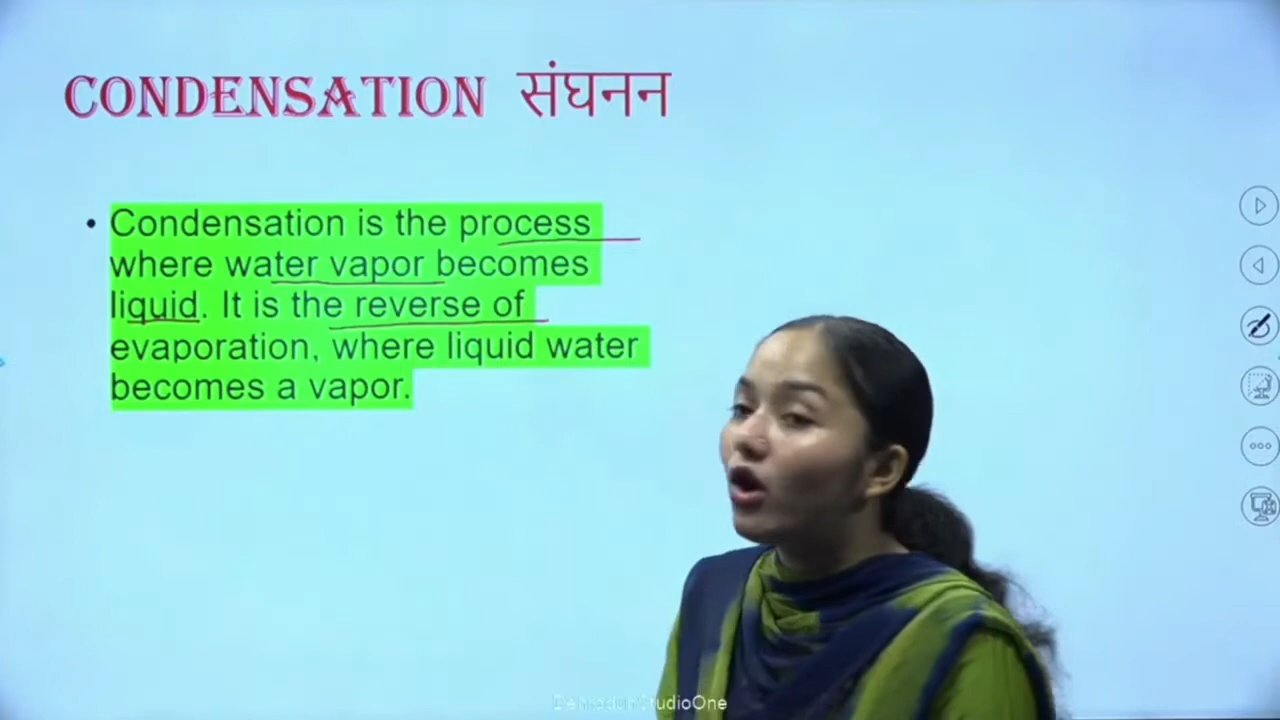 CONDENSATION संघनन
• Condensation is the process
where water vapor becomes
liquid. It is the reverse of
evaporation, where liquid water
becomes a vapor.
StudioOne